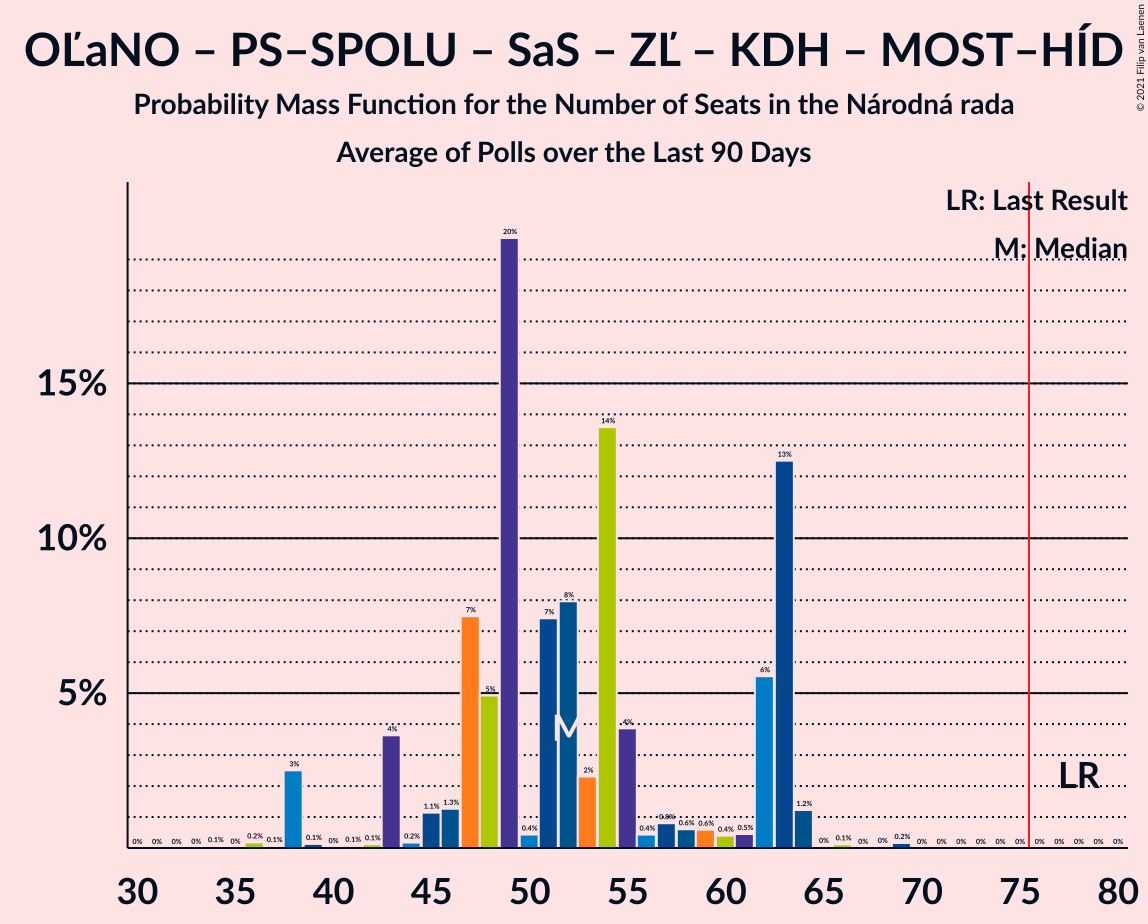 OĽaNO – PS–SPOLU – SaS – ZĽ – KDH – MOST–HÍD
Probability Mass Function for the Number of Seats in the Národná rada
Average of Polls over the Last 90 Days
© 2021 Filip van Laenen
LR: Last Result
M: Median
20%
15%
14%
13%
10%
8%
7%
7%
6%
5%
5%
4%
4%
M
3%
2%
LR
0% 0% 0% 0% 0.1% 0% 0.2% 0.1% 0.1% 0% 0.1% 0.1% 0.2% 1.1% 1.3% 0.4% 0.4% 0.8% 0.6% 0.6% 0.4% 0.5% 1.2% 0% 0.1% 0% 0% 0.2% 0% 0% 0% 0% 0% 0% 0% 0% 0% 0% 0%
30 35 40 45 50 55 60 65 70 75 80